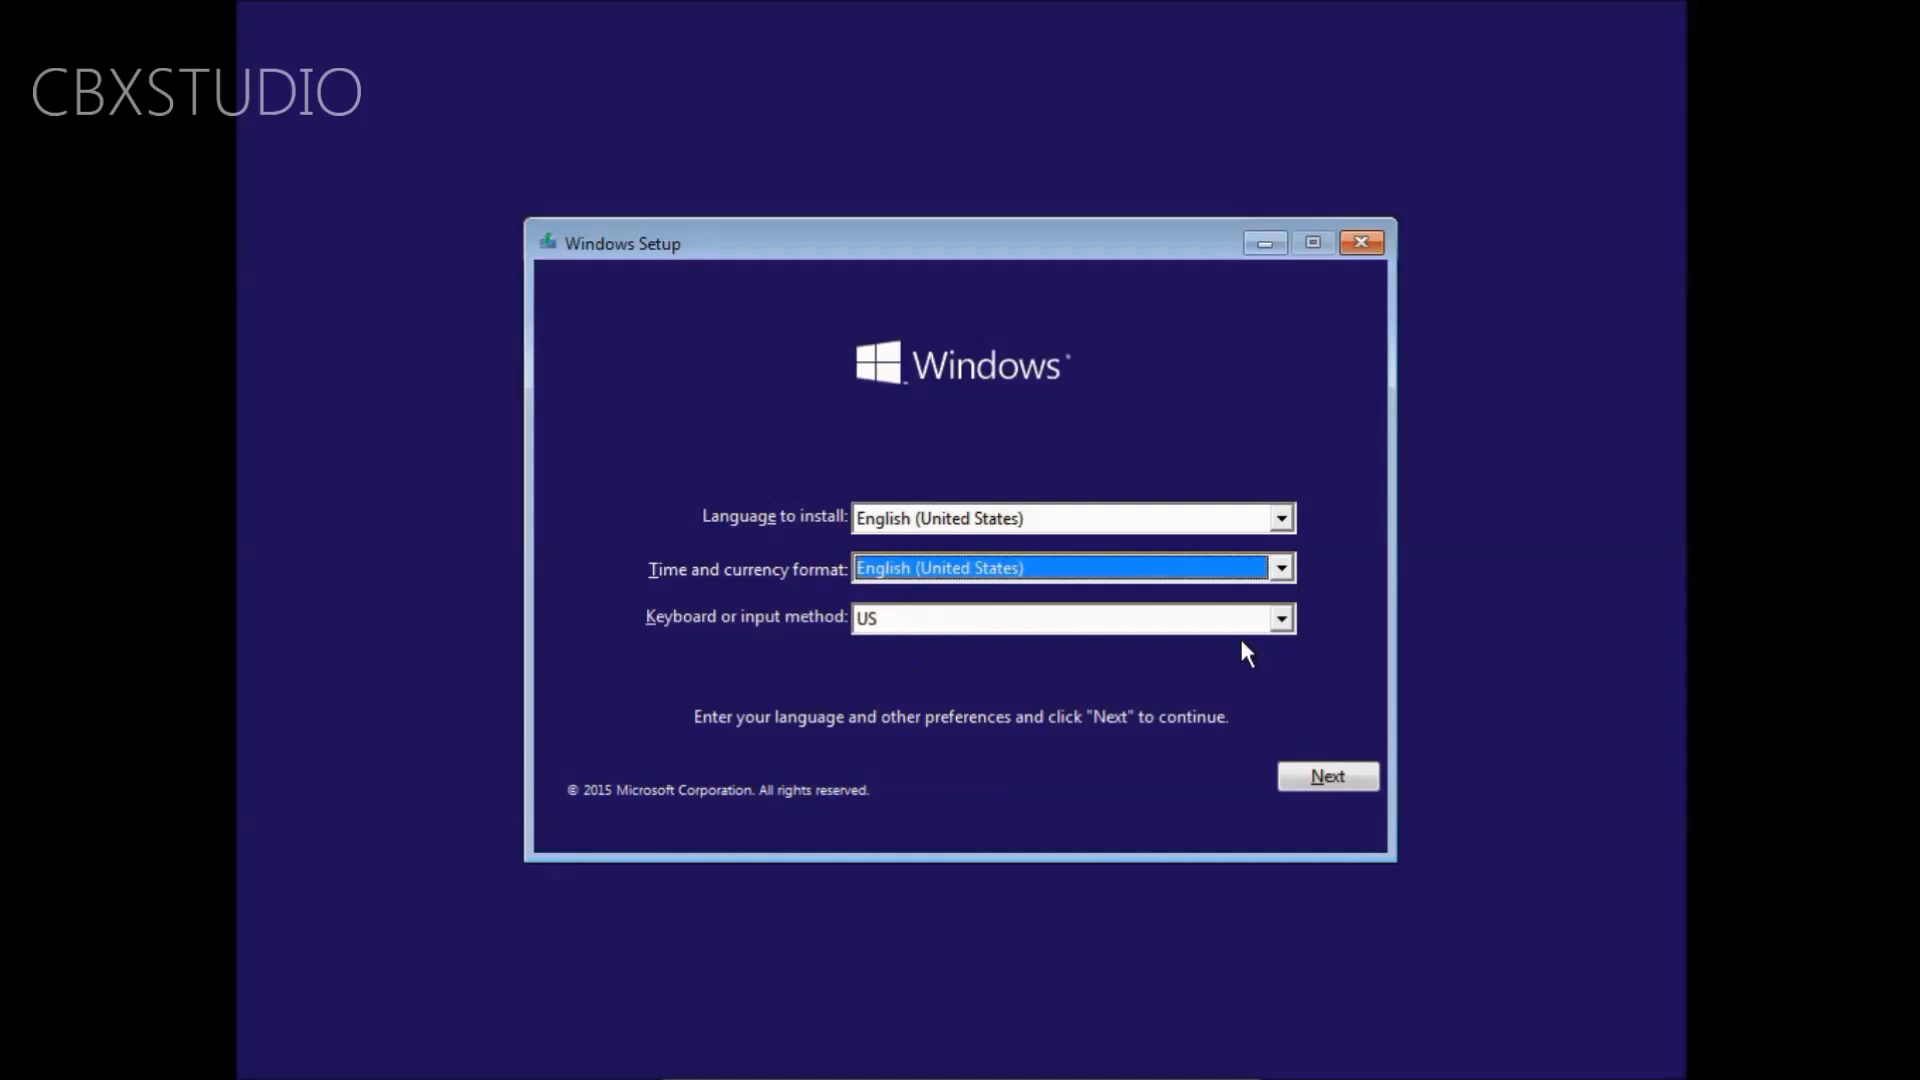 CBXSTUDIO
Windows Setup
Windows
Language to install: English (United States)
Time and currency format: English (United States)
Keyboard or input method: US
Enter your language and other preferences and click "Next" to continue.
Next
© 2015 Microsoft Corporation. All rights reserved.